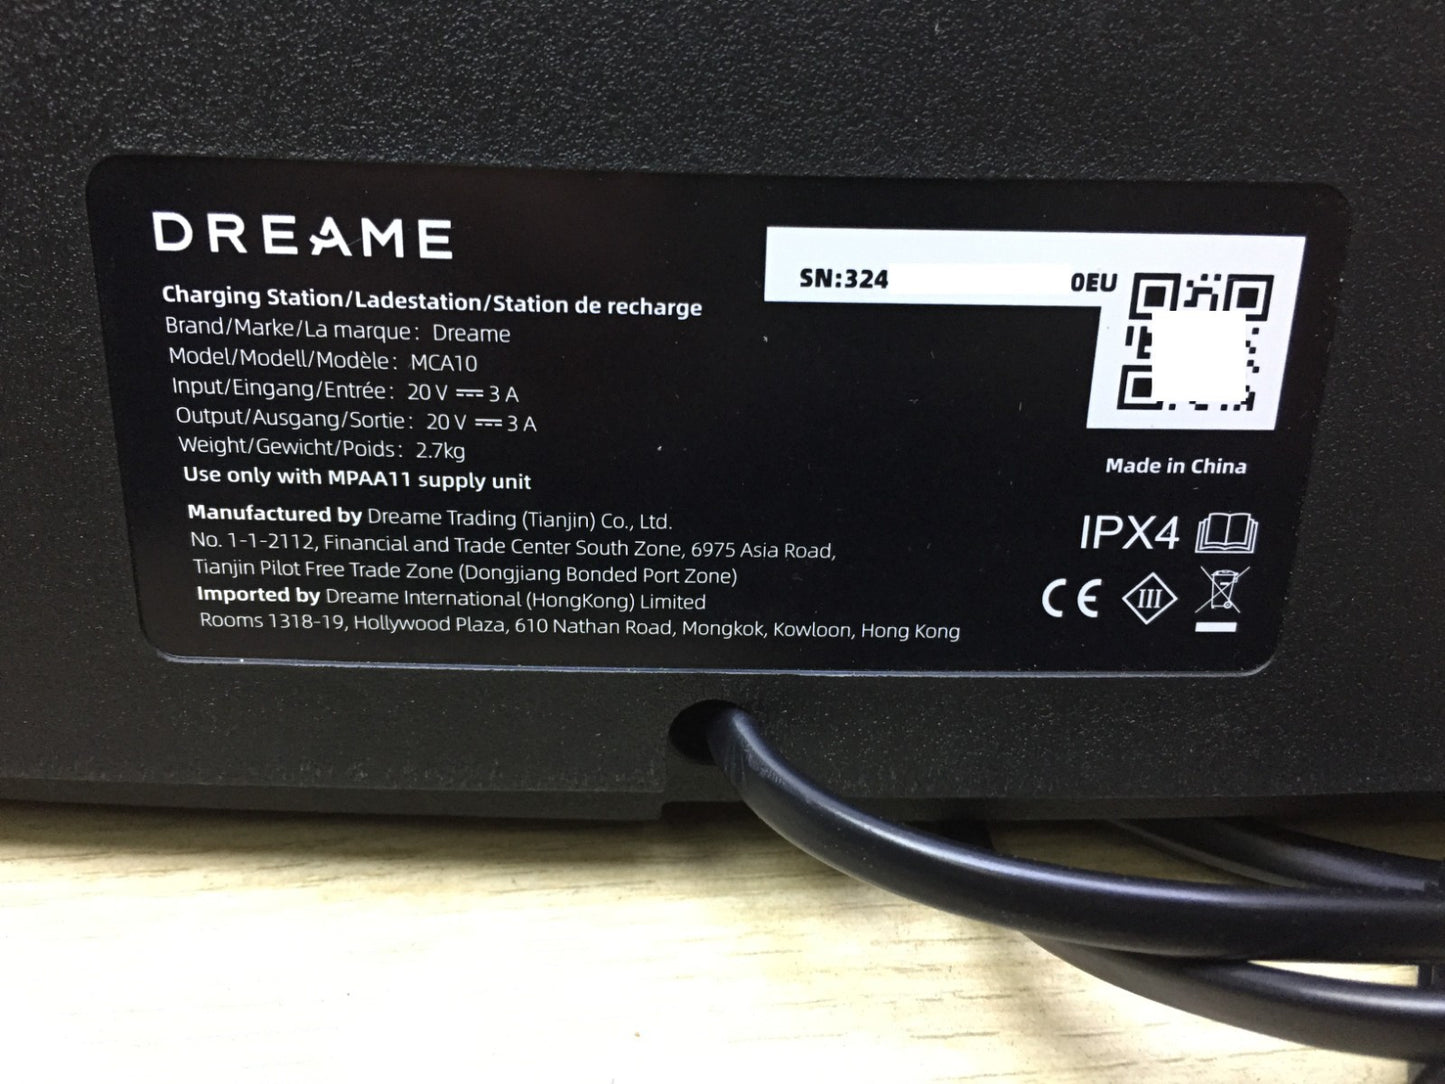 DREAME
Charging Station/Ladestation/Station de recharge
Brand/Marke/La marque: Dreame
Model/Modell/Modèle: MCA10
Input/Eingang/Entrée: 20 V ⎓ 3 A
Output/Ausgang/Sortie: 20 V ⎓ 3 A
Weight/Gewicht/Poids: 2.7kg
Use only with MPAA11 supply unit
Manufactured by Dreame Trading (Tianjin) Co., Ltd.
No. 1-1-2112, Financial and Trade Center South Zone, 6975 Asia Road,
Tianjin Pilot Free Trade Zone (Dongjiang Bonded Port Zone)
Imported by Dreame International (HongKong) Limited
Rooms 1318-19, Hollywood Plaza, 610 Nathan Road, Mongkok, Kowloon, Hong Kong
SN:324 0EU
Made in China
IPX4
CE III